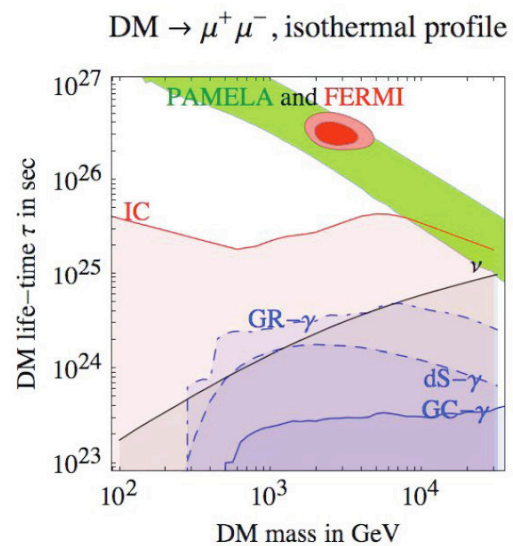 DM → μ⁺μ⁻, isothermal profile
10²⁷
PAMELA and FERMI
10²⁶
IC
10²⁵
ν
GR−γ
10²⁴
dS−γ
GC−γ
10²³
10² 10³ 10⁴
DM life−time τ in sec
DM mass in GeV